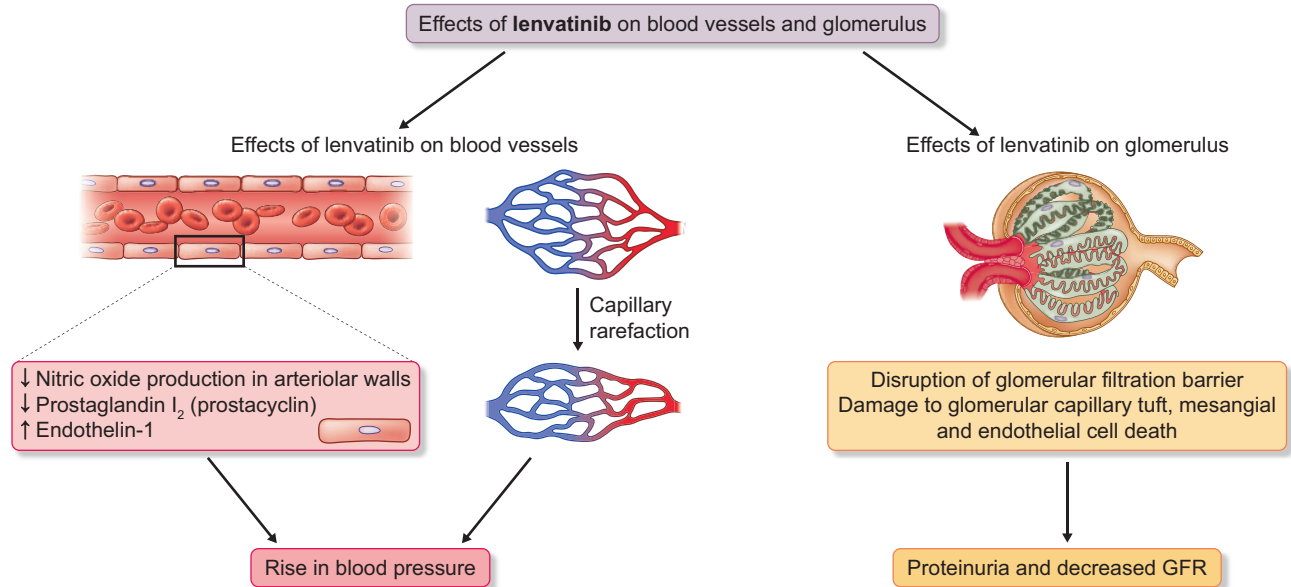 Effects of lenvatinib on blood vessels and glomerulus
Effects of lenvatinib on blood vessels
Effects of lenvatinib on glomerulus
Capillary
rarefaction
↓ Nitric oxide production in arteriolar walls
↓ Prostaglandin I₂ (prostacyclin)
↑ Endothelin-1
Disruption of glomerular filtration barrier
Damage to glomerular capillary tuft, mesangial
and endothelial cell death
Rise in blood pressure
Proteinuria and decreased GFR